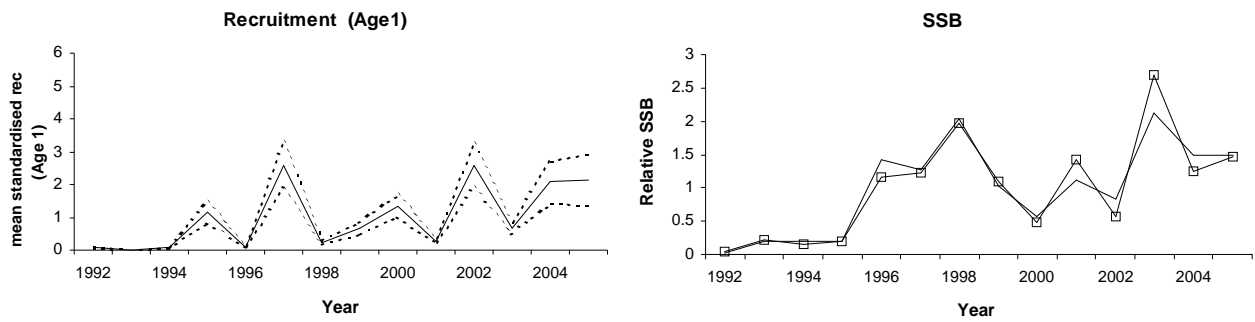 Recruitment (Age1)
mean standardised rec
(Age 1)
6
5
4
3
2
1
0
1992 1994 1996 1998 2000 2002 2004
Year
SSB
Relative SSB
3
2.5
2
1.5
1
0.5
0
1992 1994 1996 1998 2000 2002 2004
Year